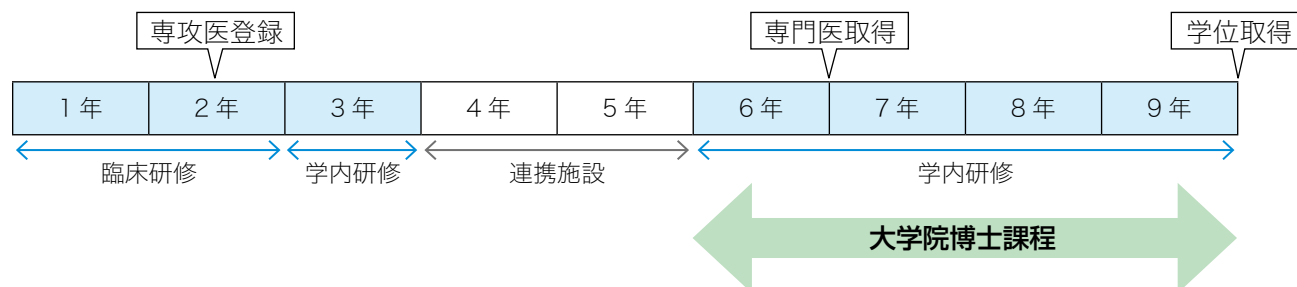 専攻医登録 専門医取得 学位取得
1年 2年 3年 4年 5年 6年 7年 8年 9年
臨床研修 学内研修 連携施設 学内研修
大学院博士課程